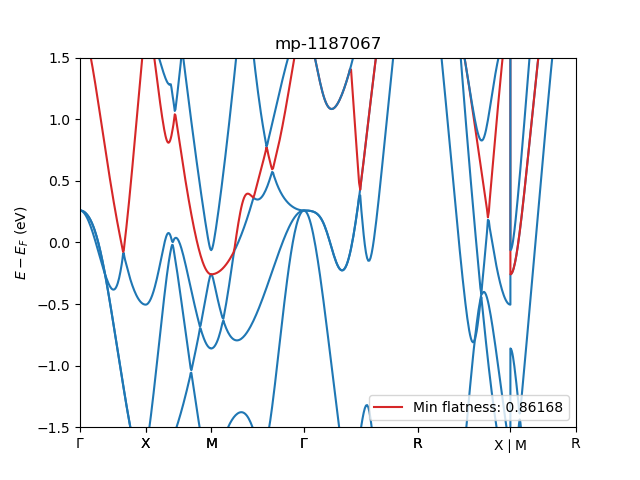 mp-1187067
1.5
1.0
0.5
0.0
−0.5
−1.0
−1.5
E − E_F (eV)
Min flatness: 0.86168
Γ X M Γ R X | M R